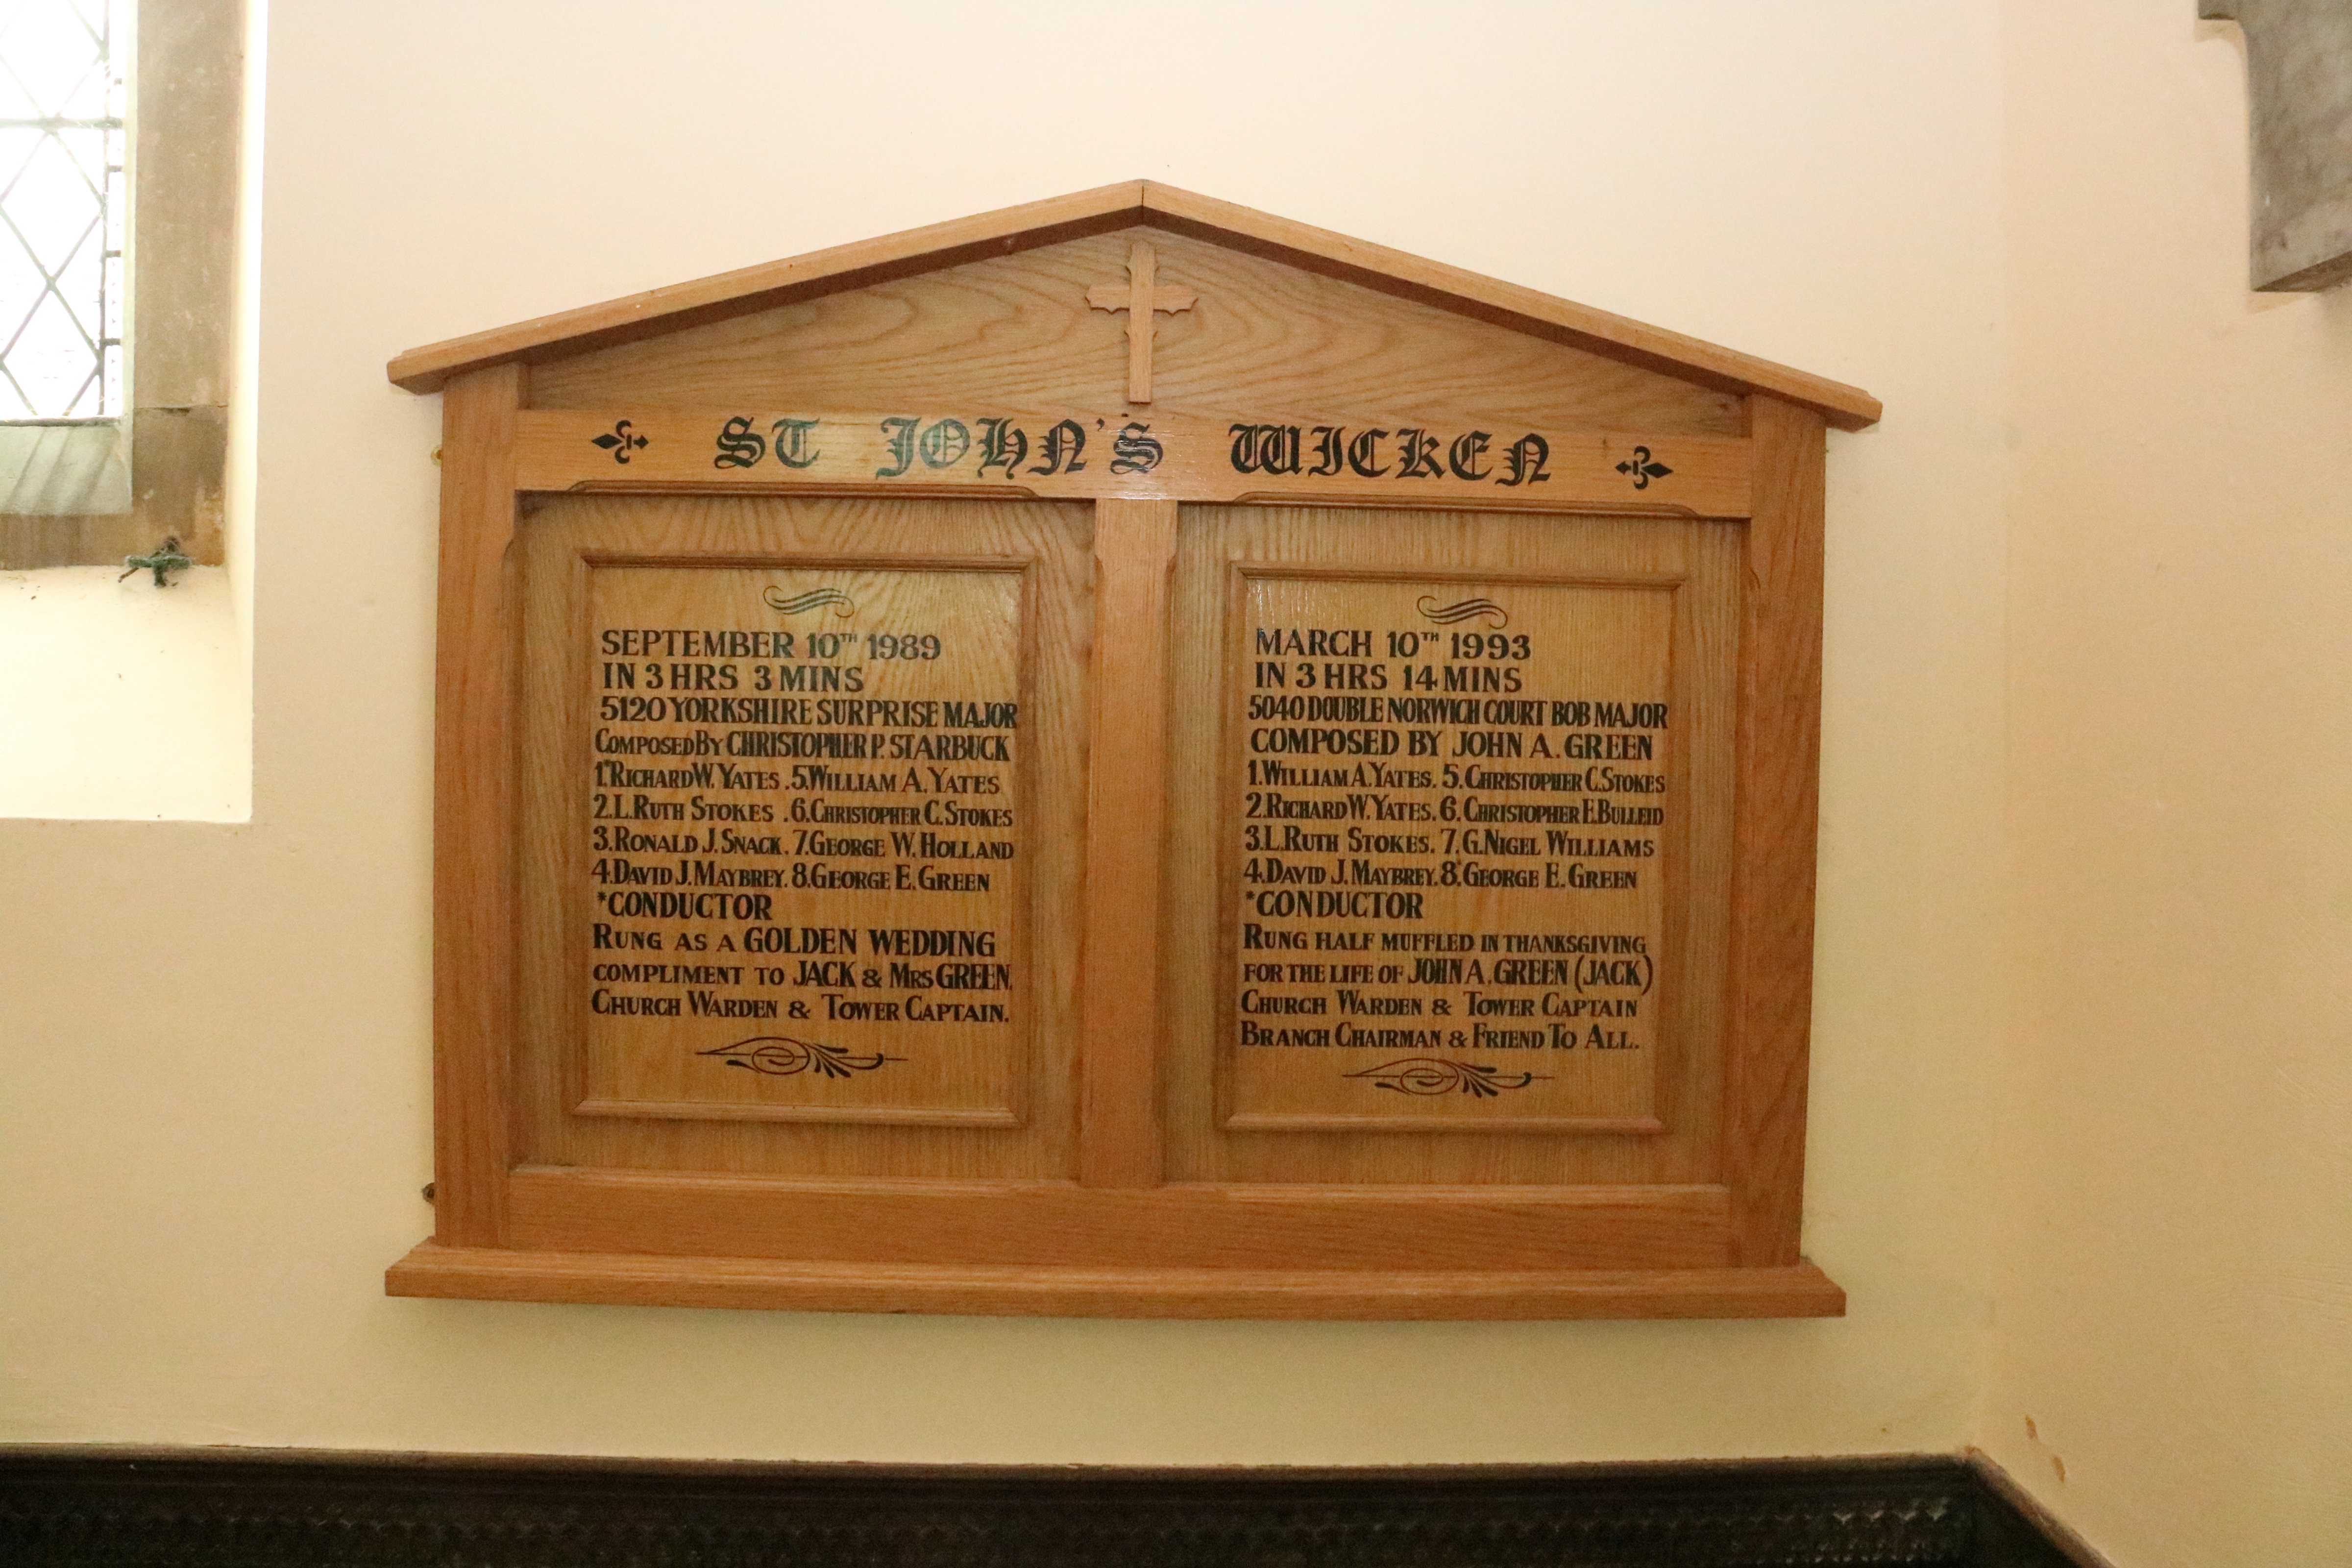 ST JOHN'S WICKEN
SEPTEMBER 10TH 1989
IN 3 HRS 3 MINS
5120 YORKSHIRE SURPRISE MAJOR
COMPOSED BY CHRISTOPHER P. STARBUCK
1.*RICHARD W. YATES . 5.WILLIAM A. YATES
2.L. RUTH STOKES . 6.CHRISTOPHER C. STOKES
3.RONALD J. SNACK. 7.GEORGE W. HOLLAND
4.DAVID J. MAYBREY. 8.GEORGE E. GREEN
*CONDUCTOR
RUNG AS A GOLDEN WEDDING
COMPLIMENT TO JACK & MRS GREEN.
CHURCH WARDEN & TOWER CAPTAIN.
MARCH 10TH 1993
IN 3 HRS 14 MINS
5040 DOUBLE NORWICH COURT BOB MAJOR
COMPOSED BY JOHN A. GREEN
1.WILLIAM A. YATES. 5.CHRISTOPHER C. STOKES
2.RICHARD W. YATES. 6.CHRISTOPHER F. BULLEID
3.L. RUTH STOKES. 7.G. NIGEL WILLIAMS
4.DAVID J. MAYBREY. 8.*GEORGE E. GREEN
*CONDUCTOR
RUNG HALF MUFFLED IN THANKSGIVING
FOR THE LIFE OF JOHN A. GREEN (JACK)
CHURCH WARDEN & TOWER CAPTAIN
BRANCH CHAIRMAN & FRIEND TO ALL.